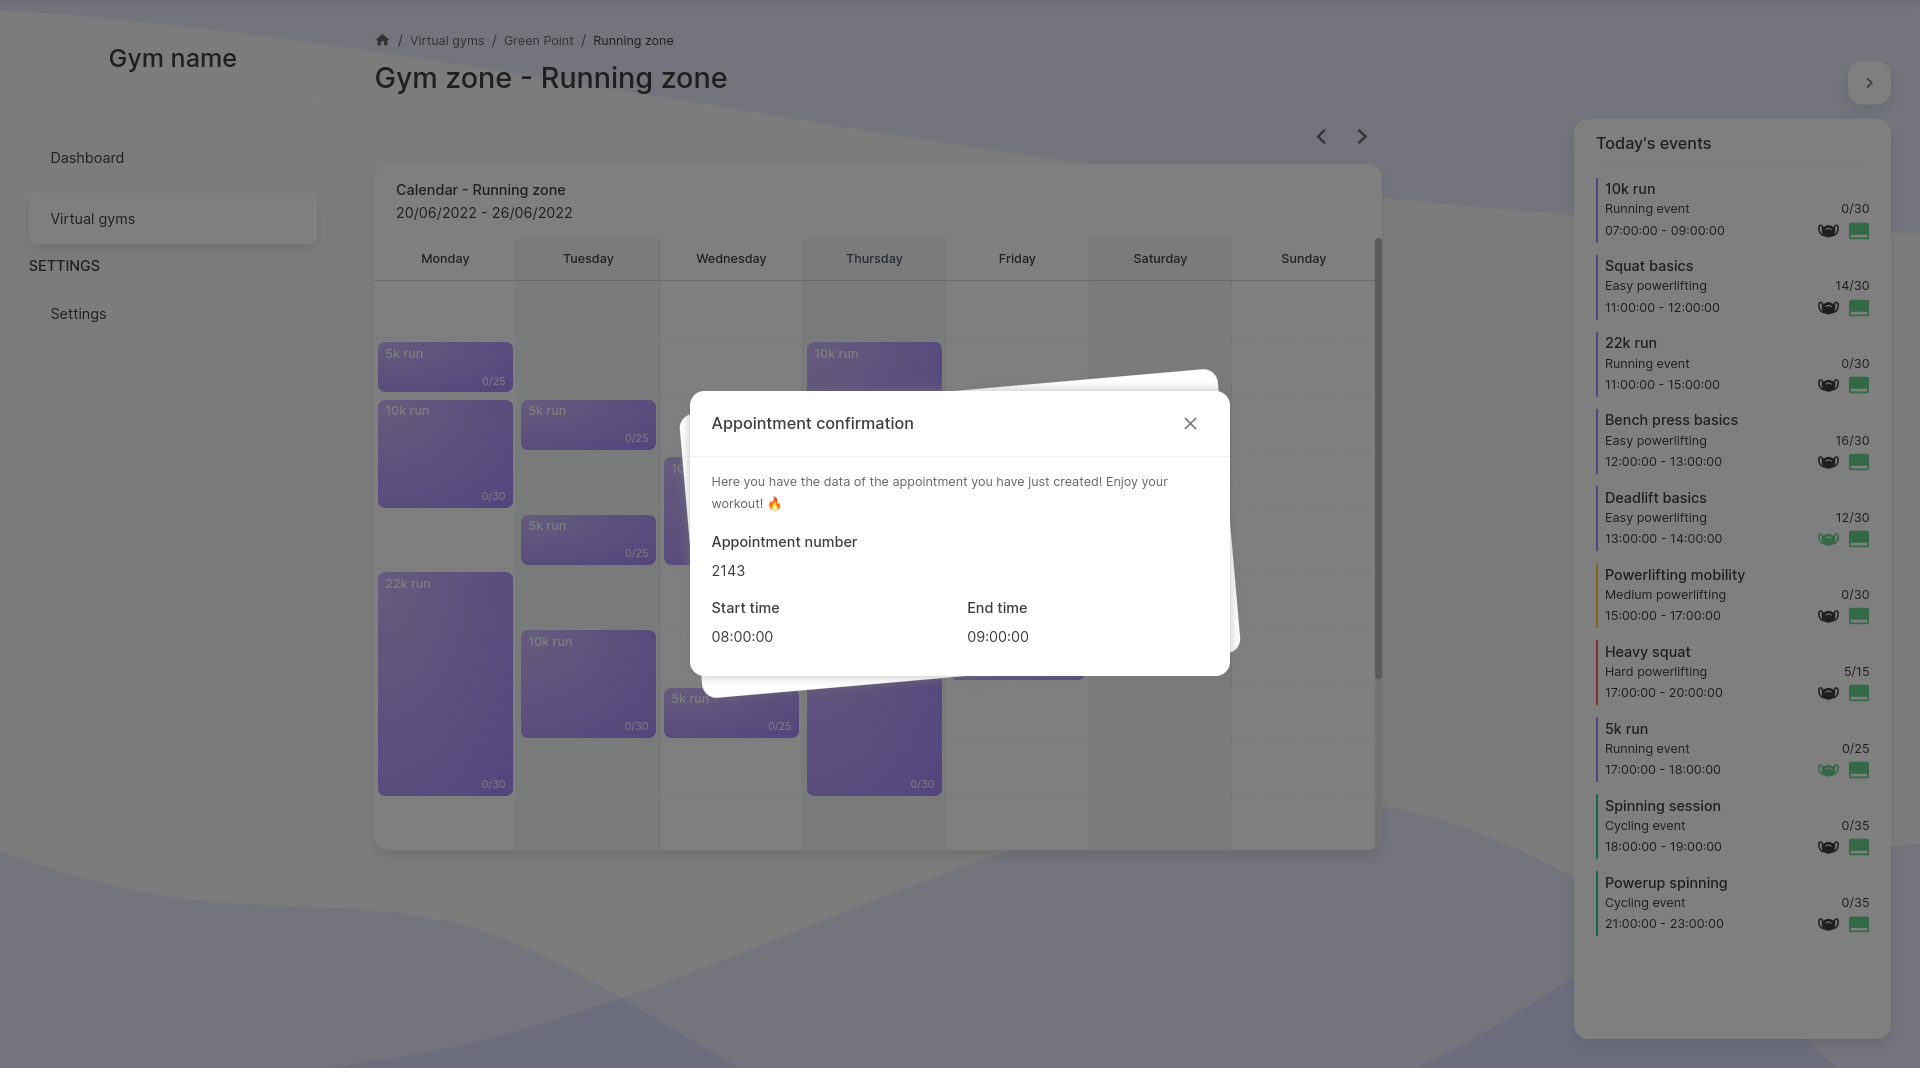 Gym name
Dashboard
Virtual gyms
SETTINGS
Settings
/ Virtual gyms / Green Point / Running zone
Gym zone - Running zone
Calendar - Running zone
20/06/2022 - 26/06/2022
Monday Tuesday Wednesday Thursday Friday Saturday Sunday
5k run
0/25
10k run
0/30
22k run
0/30
5k run
0/25
5k run
0/25
10k run
0/30
10
5k run
0/25
10k run
0/30
Appointment confirmation
Here you have the data of the appointment you have just created! Enjoy your
workout! 🔥
Appointment number
2143
Start time End time
08:00:00 09:00:00
Today's events
10k run
Running event 0/30
07:00:00 - 09:00:00
Squat basics
Easy powerlifting 14/30
11:00:00 - 12:00:00
22k run
Running event 0/30
11:00:00 - 15:00:00
Bench press basics
Easy powerlifting 16/30
12:00:00 - 13:00:00
Deadlift basics
Easy powerlifting 12/30
13:00:00 - 14:00:00
Powerlifting mobility
Medium powerlifting 0/30
15:00:00 - 17:00:00
Heavy squat
Hard powerlifting 5/15
17:00:00 - 20:00:00
5k run
Running event 0/25
17:00:00 - 18:00:00
Spinning session
Cycling event 0/35
18:00:00 - 19:00:00
Powerup spinning
Cycling event 0/35
21:00:00 - 23:00:00